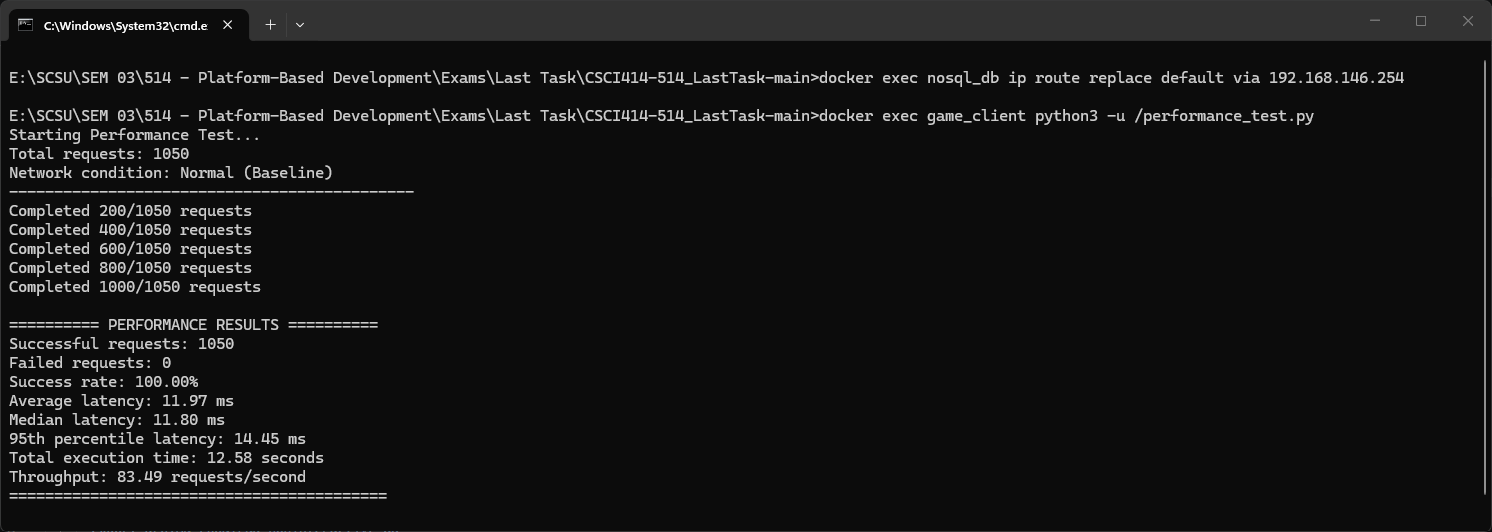 C:\Windows\System32\cmd.e
E:\SCSU\SEM 03\514 - Platform-Based Development\Exams\Last Task\CSCI414-514_LastTask-main>docker exec nosql_db ip route replace default via 192.168.146.254
E:\SCSU\SEM 03\514 - Platform-Based Development\Exams\Last Task\CSCI414-514_LastTask-main>docker exec game_client python3 -u /performance_test.py
Starting Performance Test...
Total requests: 1050
Network condition: Normal (Baseline)
---------------------------------------------
Completed 200/1050 requests
Completed 400/1050 requests
Completed 600/1050 requests
Completed 800/1050 requests
Completed 1000/1050 requests
========== PERFORMANCE RESULTS ==========
Successful requests: 1050
Failed requests: 0
Success rate: 100.00%
Average latency: 11.97 ms
Median latency: 11.80 ms
95th percentile latency: 14.45 ms
Total execution time: 12.58 seconds
Throughput: 83.49 requests/second
==========================================